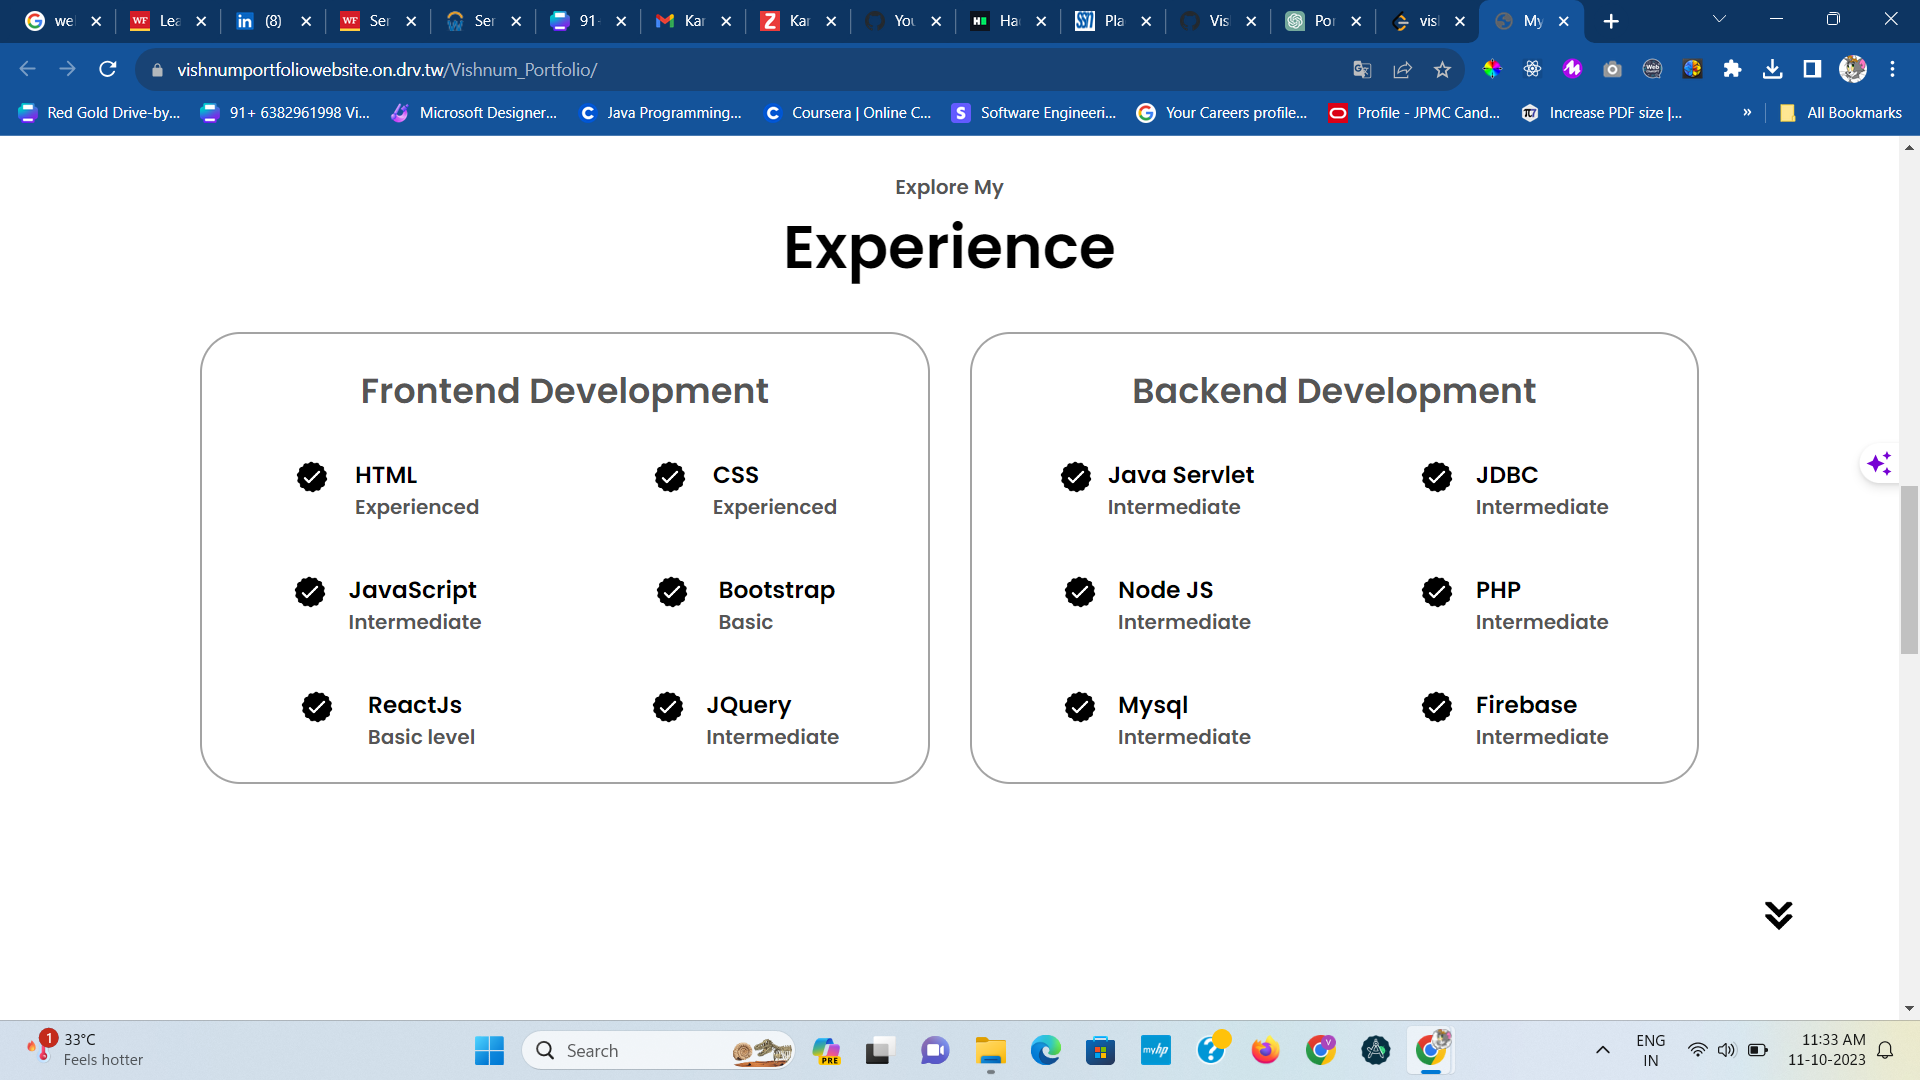 we
Lea
(8)
Ser
Ser
91-
Kar
Kar
You
Ha
Pla
Vis
Por
vis
My
vishnumportfoliowebsite.on.drv.tw/Vishnum_Portfolio/
Red Gold Drive-by...
91+ 6382961998 Vi...
Microsoft Designer...
Java Programming...
Coursera | Online C...
Software Engineeri...
Your Careers profile...
Profile - JPMC Cand...
Increase PDF size |...
»
All Bookmarks
Explore My
Experience
Frontend Development
HTML
Experienced
CSS
Experienced
JavaScript
Intermediate
Bootstrap
Basic
ReactJs
Basic level
JQuery
Intermediate
Backend Development
Java Servlet
Intermediate
JDBC
Intermediate
Node JS
Intermediate
PHP
Intermediate
Mysql
Intermediate
Firebase
Intermediate
1
33°C
Feels hotter
Search
PRE
myhp
ENG
IN
11:33 AM
11-10-2023